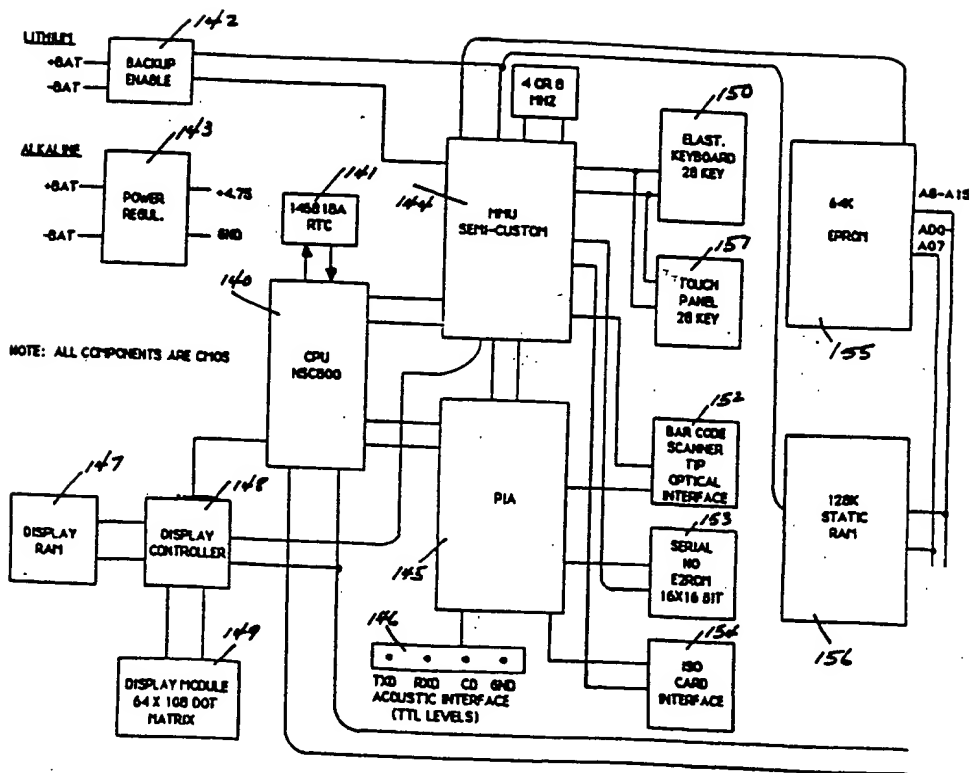 142
LITHIUM
+BAT
-BAT
BACKUP
ENABLE
4 OR 8
MHZ
150
ELAST.
KEYBOARD
28 KEY
143
ALKALINE
+BAT
-BAT
POWER
REGUL.
+4.75
GND
141
146818A
RTC
144
MMU
SEMI-CUSTOM
64K
EPROM
A8-A15
AD0-
AD7
151
TOUCH
PANEL
28 KEY
155
140
CPU
NSC800
NOTE: ALL COMPONENTS ARE CMOS
152
BAR CODE
SCANNER
TIP
OPTICAL
INTERFACE
147
DISPLAY
RAM
148
DISPLAY
CONTROLLER
PIA
145
153
SERIAL
NO
E2ROM
16X16 BIT
128K
STATIC
RAM
156
149
DISPLAY MODULE
64 X 108 DOT
MATRIX
146
TXD RXD CD GND
ACOUSTIC INTERFACE
(TTL LEVELS)
154
ISO
CARD
INTERFACE